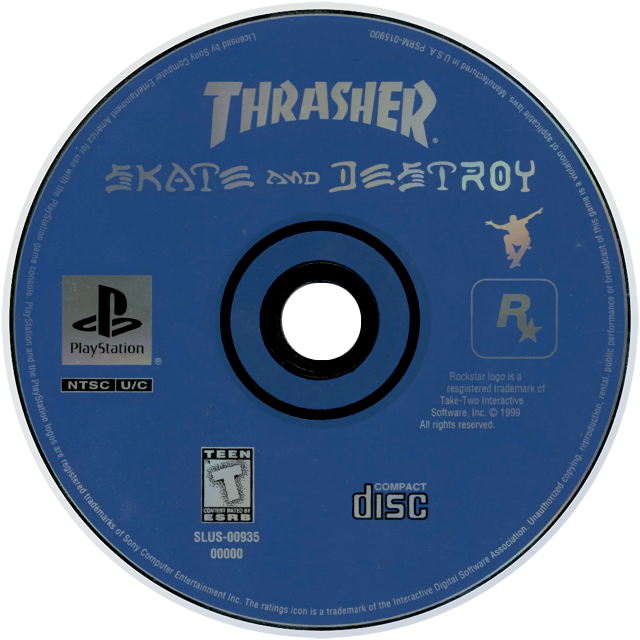 THRASHER®
SKATE AND DESTROY
PlayStation®
NTSC U/C
R
Rockstar logo is a
resgistered trademark of
Take-Two Interactive
Software, Inc. © 1999
All rights reserved.
TEEN
T
CONTENT RATED BY
ESRB
SLUS-00935
00000
COMPACT
disc
Licensed by Sony Computer Entertainment America for use with the PlayStation game console. PlayStation and the PlayStation logos are registered trademarks of Sony Computer Entertainment Inc. The ratings icon is a trademark of the Interactive Digital Software Association. Unauthorized copying, reproduction, rental, public performance or broadcast of this game is a violation of applicable laws. Manufactured in U.S.A. PSRM-015900.